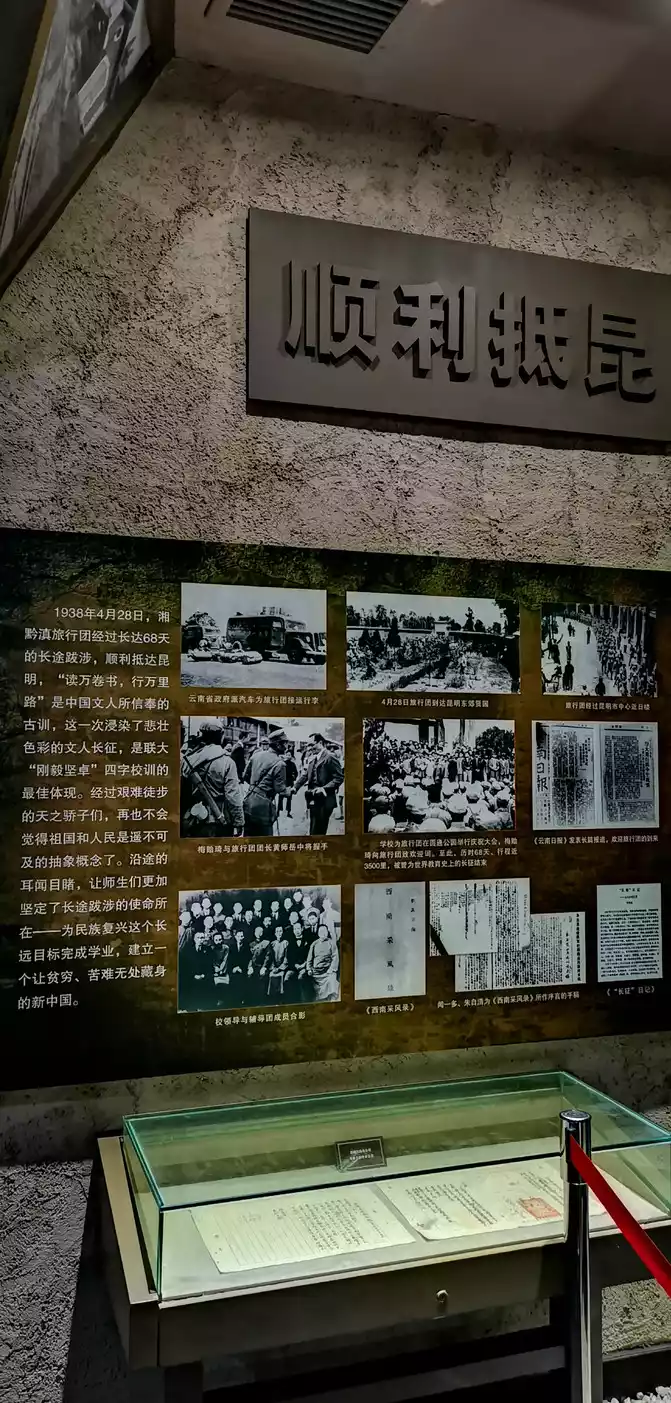 顺利抵昆
1938年4月28日，湘
黔滇旅行团经过长达68天
的长途跋涉，顺利抵达昆
明，“读万卷书，行万里
路”是中国文人所信奉的
古训，这一次浸染了悲壮
色彩的文人长征，是联大
“刚毅坚卓”四字校训的
最佳体现。经过艰难徒步
的天之骄子们，再也不会
觉得祖国和人民是遥不可
及的抽象概念了。沿途的
耳闻目睹，让师生们更加
坚定了长途跋涉的使命所
在——为民族复兴这个长
远目标完成学业，建立一
个让贫穷、苦难无处藏身
的新中国。
云南省政府派汽车为旅行团接运行李
4月28日旅行团到达昆明东郊贤园
旅行团经过昆明市中心近日楼
梅贻琦与旅行团团长黄师岳中将握手
学校为旅行团在圆通公园举行庆祝大会，梅贻
琦向旅行团致欢迎词。至此，历时68天、行程近
3500里，被誉为世界教育史上的长征结束
《云南日报》发表长篇报道，欢迎旅行团的到来
校领导与辅导团成员合影
西南采风录
《西南采风录》
闻一多、朱自清为《西南采风录》所作序言的手稿
《“长征”日记》